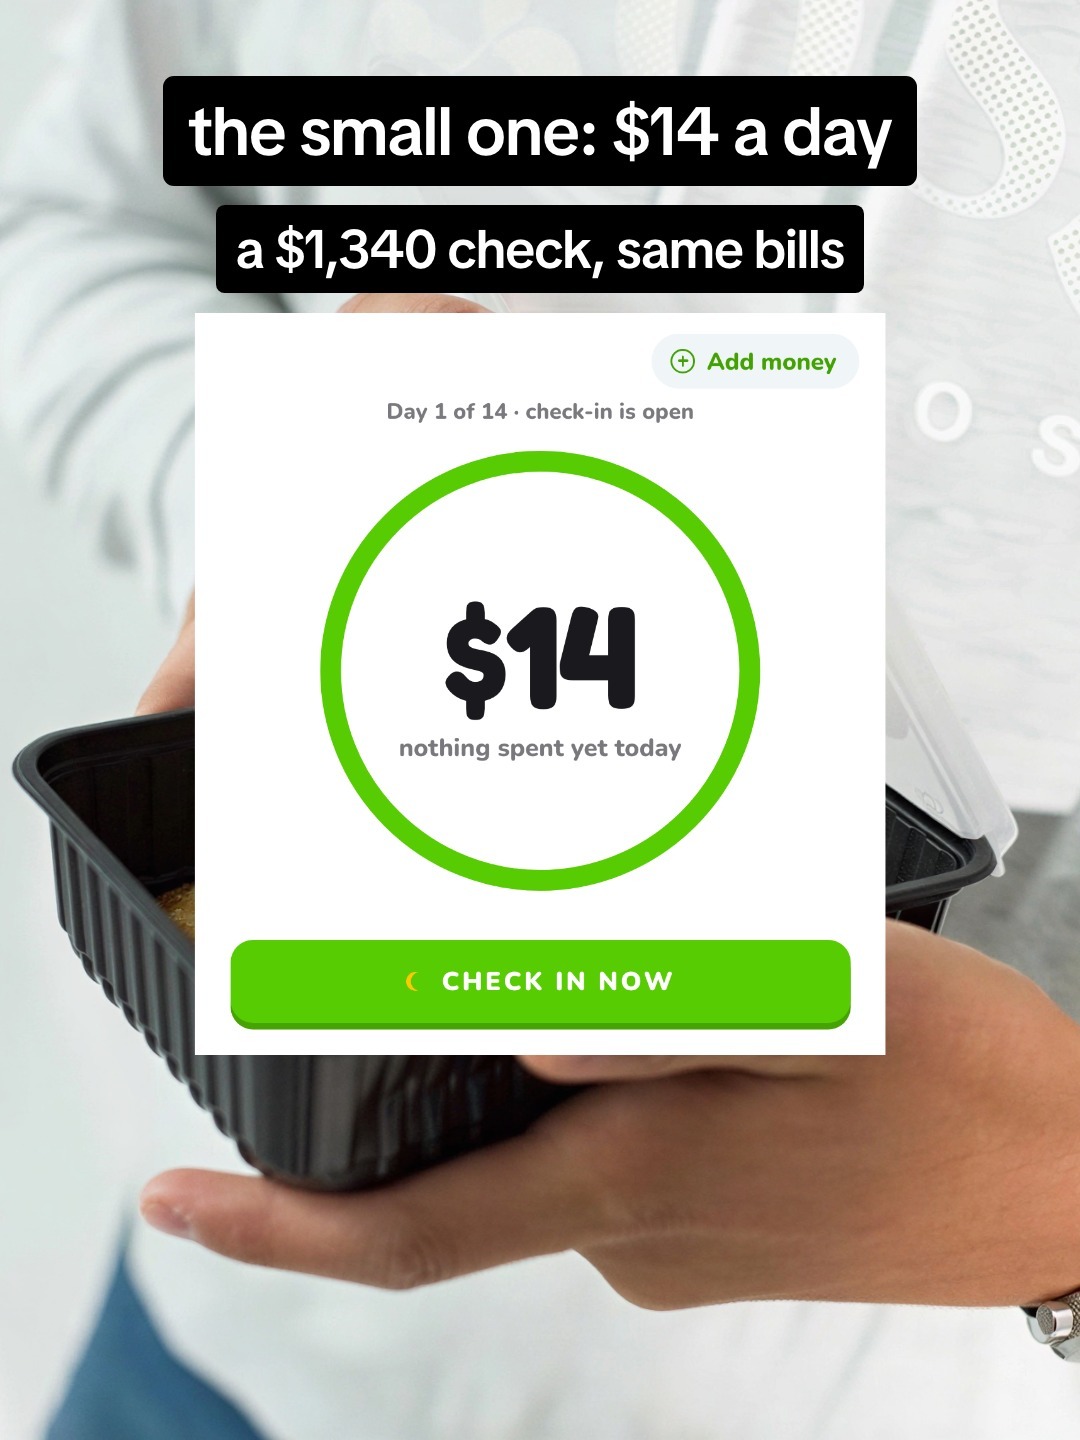 the small one: $14 a day
a $1,340 check, same bills
Add money
Day 1 of 14 · check-in is open
O S
$14
nothing spent yet today
CHECK IN NOW